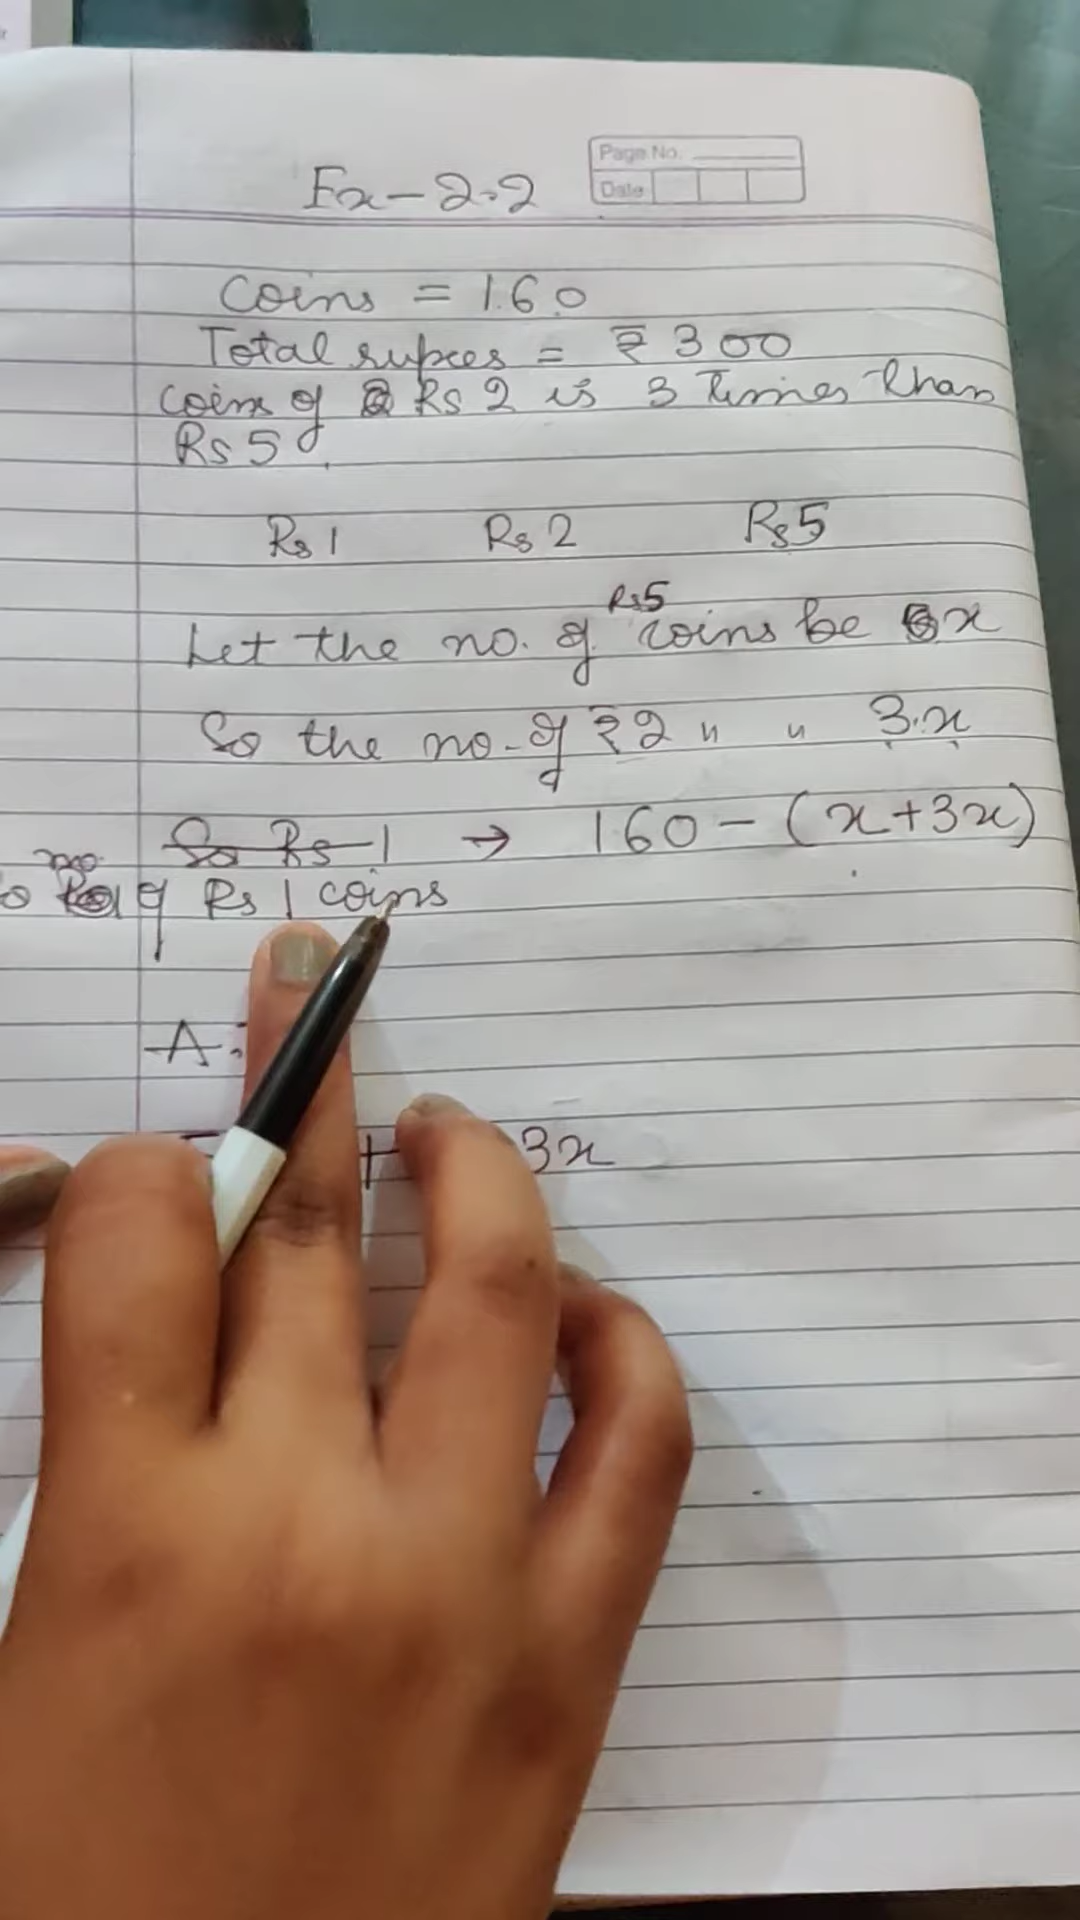 Page No.
Date
Ex-2.2
Coins = 160
Total rupees = ₹ 300
Coins of Rs 2 is 3 times than
Rs 5
Rs 1 Rs 2 Rs 5
Rs5
Let the no. of coins be x
So the no. of ₹2 " " 3x
So Rs 1 → 160 - (x+3x)
no.
of Rs 1 coins
A.
+ 3x